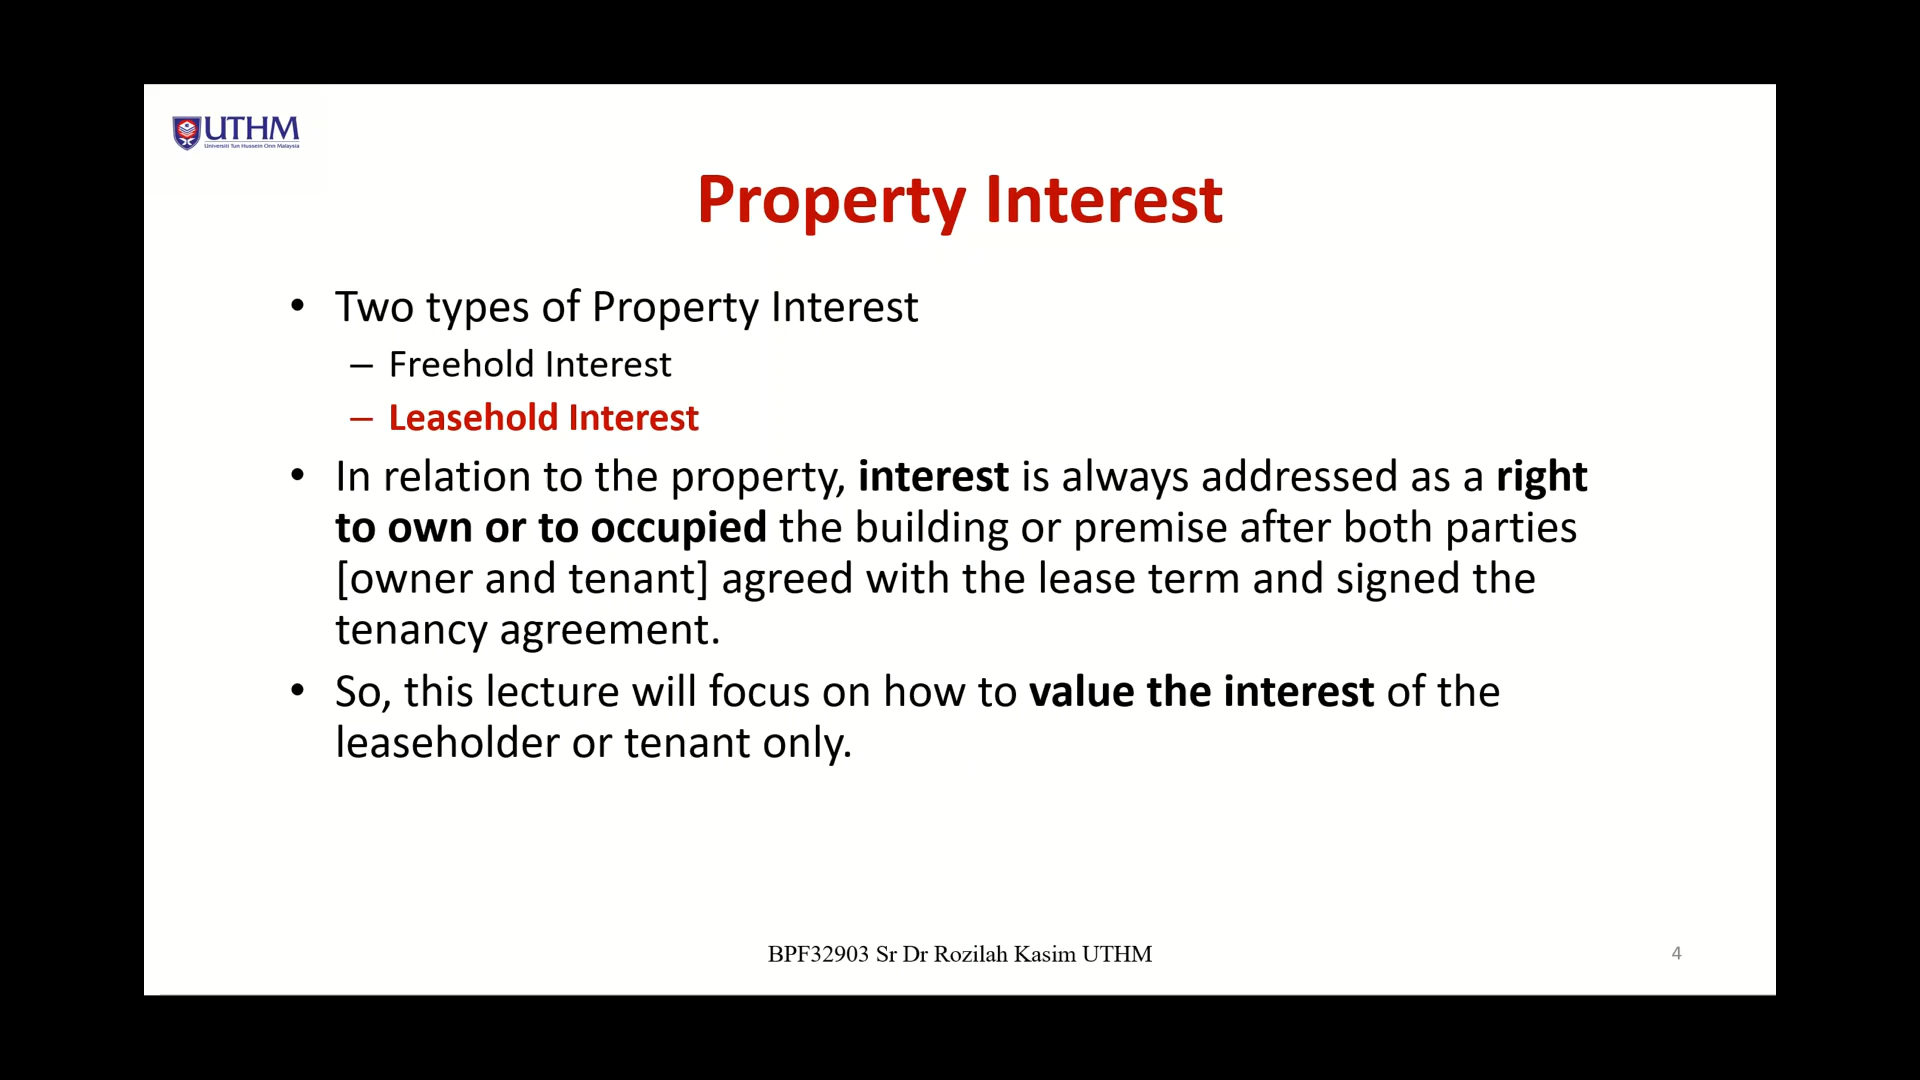 UTHM
Universiti Tun Hussein Onn Malaysia
Property Interest
• Two types of Property Interest
– Freehold Interest
– Leasehold Interest
• In relation to the property, interest is always addressed as a right
to own or to occupied the building or premise after both parties
[owner and tenant] agreed with the lease term and signed the
tenancy agreement.
• So, this lecture will focus on how to value the interest of the
leaseholder or tenant only.
BPF32903 Sr Dr Rozilah Kasim UTHM
4